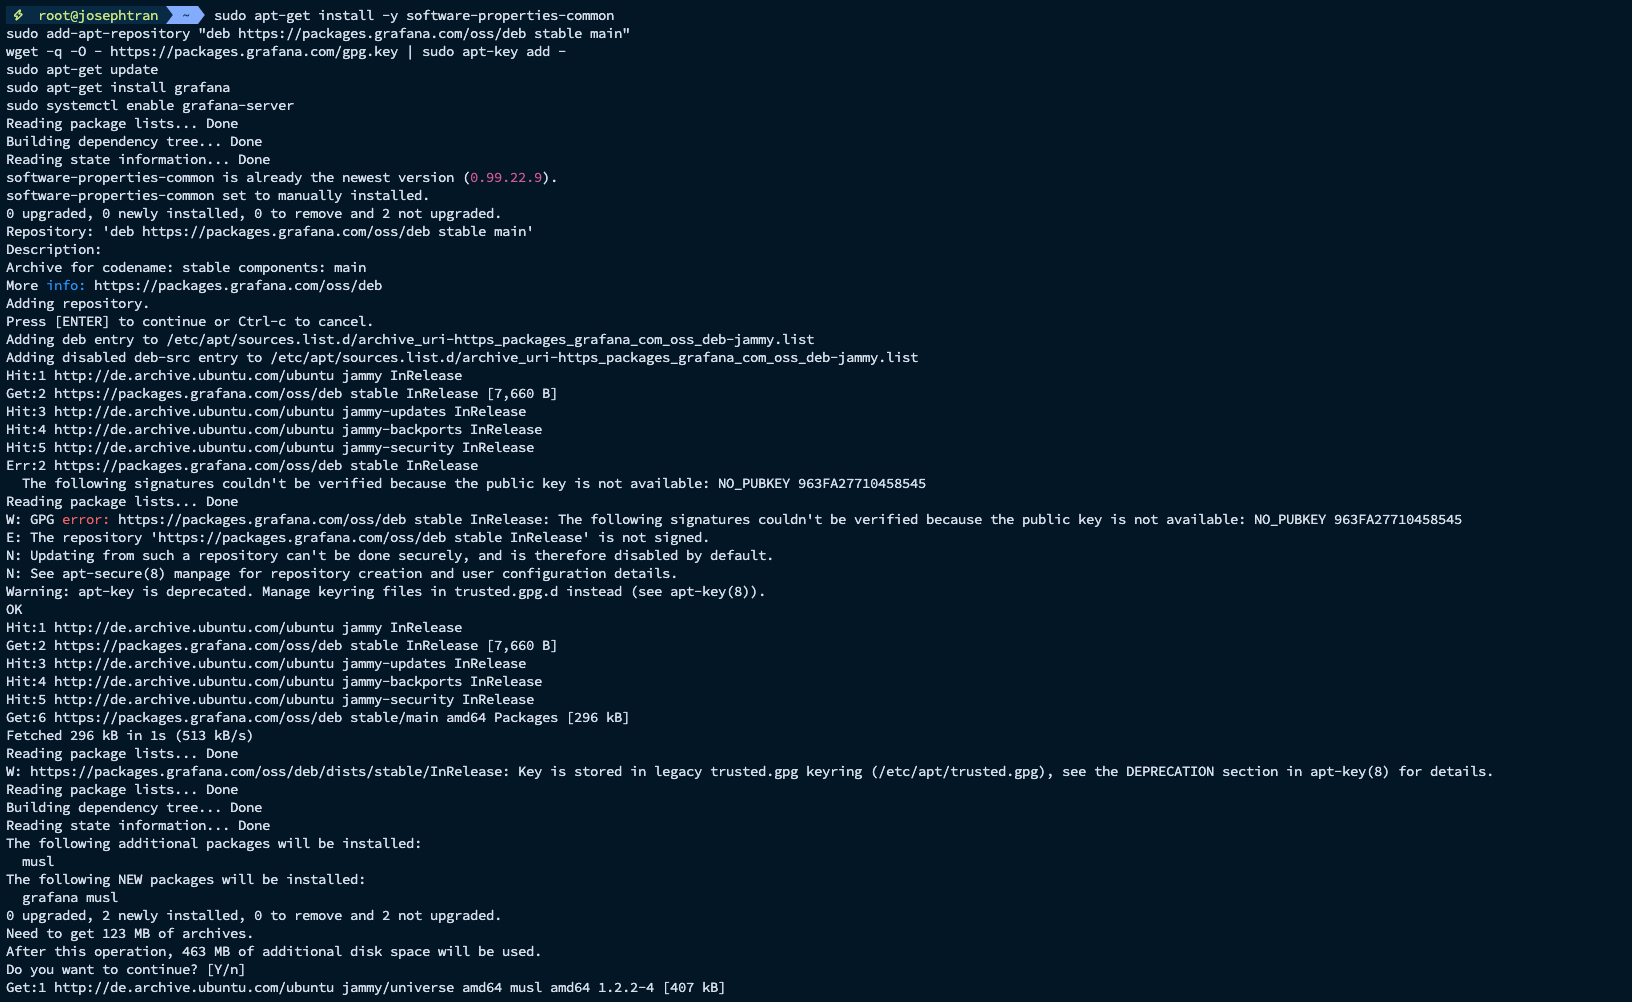 ⚡ root@josephtran ~ sudo apt-get install -y software-properties-common
sudo add-apt-repository "deb https://packages.grafana.com/oss/deb stable main"
wget -q -O - https://packages.grafana.com/gpg.key | sudo apt-key add -
sudo apt-get update
sudo apt-get install grafana
sudo systemctl enable grafana-server
Reading package lists... Done
Building dependency tree... Done
Reading state information... Done
software-properties-common is already the newest version (0.99.22.9).
software-properties-common set to manually installed.
0 upgraded, 0 newly installed, 0 to remove and 2 not upgraded.
Repository: 'deb https://packages.grafana.com/oss/deb stable main'
Description:
Archive for codename: stable components: main
More info: https://packages.grafana.com/oss/deb
Adding repository.
Press [ENTER] to continue or Ctrl-c to cancel.
Adding deb entry to /etc/apt/sources.list.d/archive_uri-https_packages_grafana_com_oss_deb-jammy.list
Adding disabled deb-src entry to /etc/apt/sources.list.d/archive_uri-https_packages_grafana_com_oss_deb-jammy.list
Hit:1 http://de.archive.ubuntu.com/ubuntu jammy InRelease
Get:2 https://packages.grafana.com/oss/deb stable InRelease [7,660 B]
Hit:3 http://de.archive.ubuntu.com/ubuntu jammy-updates InRelease
Hit:4 http://de.archive.ubuntu.com/ubuntu jammy-backports InRelease
Hit:5 http://de.archive.ubuntu.com/ubuntu jammy-security InRelease
Err:2 https://packages.grafana.com/oss/deb stable InRelease
  The following signatures couldn't be verified because the public key is not available: NO_PUBKEY 963FA27710458545
Reading package lists... Done
W: GPG error: https://packages.grafana.com/oss/deb stable InRelease: The following signatures couldn't be verified because the public key is not available: NO_PUBKEY 963FA27710458545
E: The repository 'https://packages.grafana.com/oss/deb stable InRelease' is not signed.
N: Updating from such a repository can't be done securely, and is therefore disabled by default.
N: See apt-secure(8) manpage for repository creation and user configuration details.
Warning: apt-key is deprecated. Manage keyring files in trusted.gpg.d instead (see apt-key(8)).
OK
Hit:1 http://de.archive.ubuntu.com/ubuntu jammy InRelease
Get:2 https://packages.grafana.com/oss/deb stable InRelease [7,660 B]
Hit:3 http://de.archive.ubuntu.com/ubuntu jammy-updates InRelease
Hit:4 http://de.archive.ubuntu.com/ubuntu jammy-backports InRelease
Hit:5 http://de.archive.ubuntu.com/ubuntu jammy-security InRelease
Get:6 https://packages.grafana.com/oss/deb stable/main amd64 Packages [296 kB]
Fetched 296 kB in 1s (513 kB/s)
Reading package lists... Done
W: https://packages.grafana.com/oss/deb/dists/stable/InRelease: Key is stored in legacy trusted.gpg keyring (/etc/apt/trusted.gpg), see the DEPRECATION section in apt-key(8) for details.
Reading package lists... Done
Building dependency tree... Done
Reading state information... Done
The following additional packages will be installed:
  musl
The following NEW packages will be installed:
  grafana musl
0 upgraded, 2 newly installed, 0 to remove and 2 not upgraded.
Need to get 123 MB of archives.
After this operation, 463 MB of additional disk space will be used.
Do you want to continue? [Y/n]
Get:1 http://de.archive.ubuntu.com/ubuntu jammy/universe amd64 musl amd64 1.2.2-4 [407 kB]